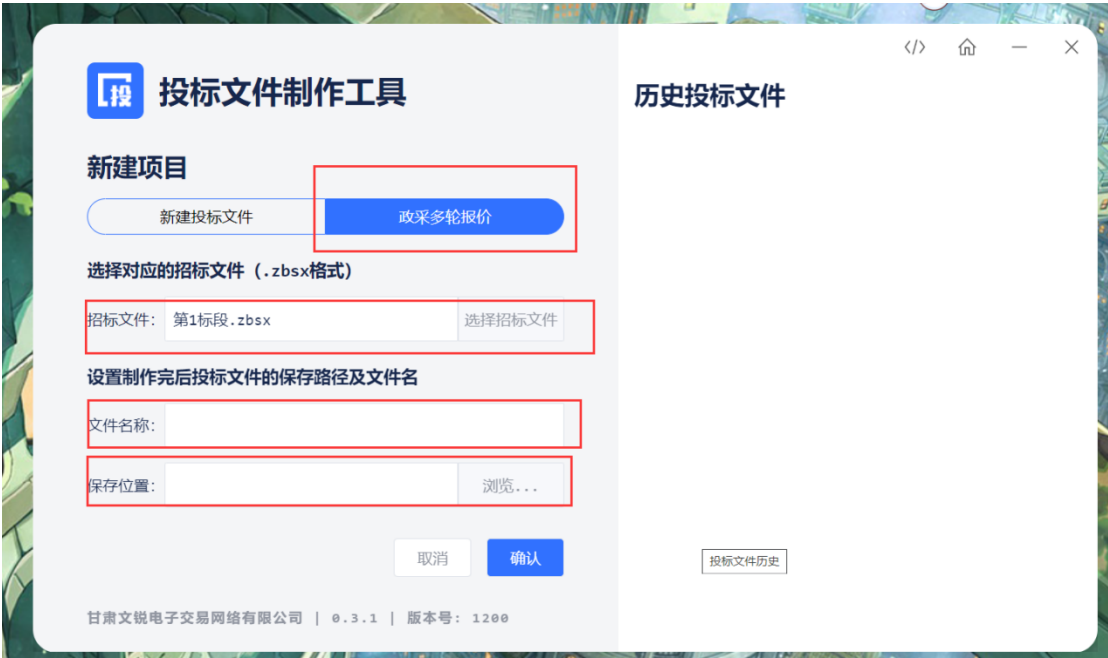 投 投标文件制作工具
新建项目
新建投标文件 政采多轮报价
选择对应的招标文件（.zbsx格式）
招标文件： 第1标段.zbsx 选择招标文件
设置制作完后投标文件的保存路径及文件名
文件名称：
保存位置： 浏览...
取消 确认
甘肃文锐电子交易网络有限公司 | 0.3.1 | 版本号: 1200
历史投标文件
投标文件历史